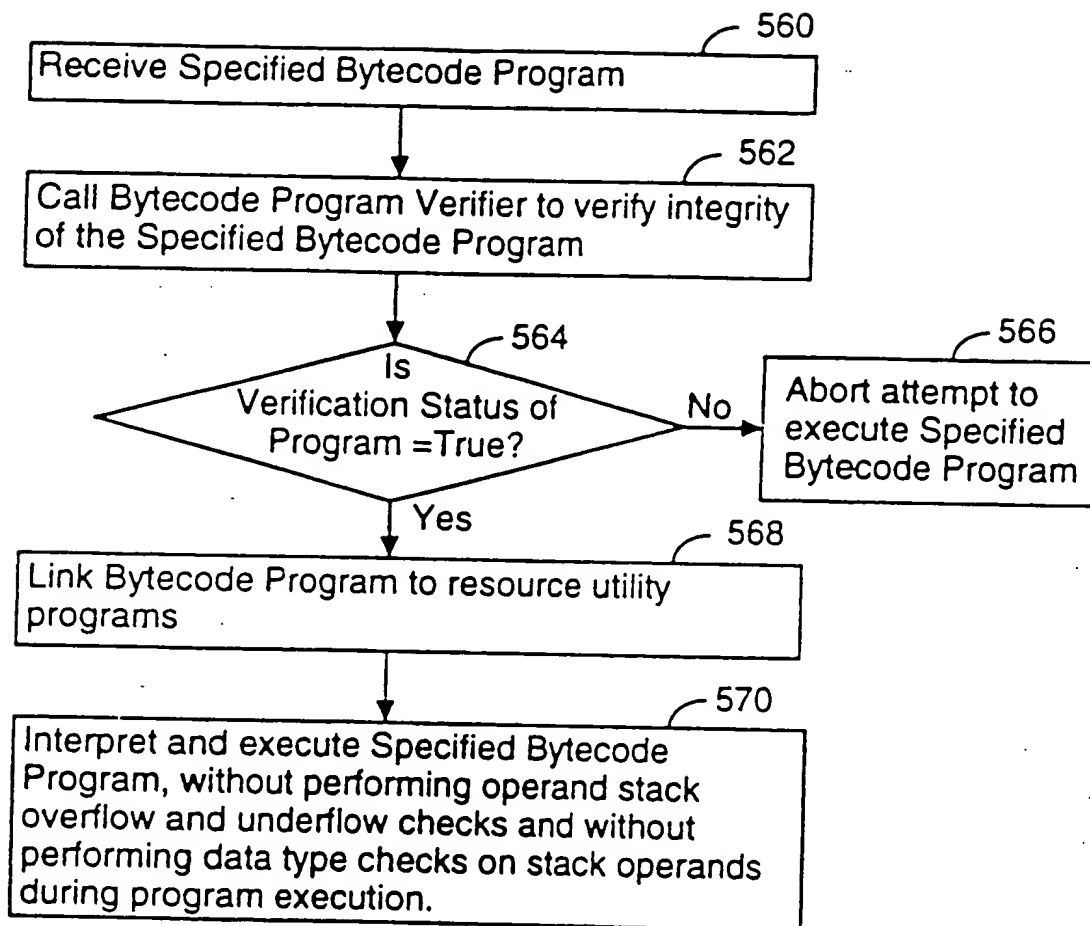 560
Receive Specified Bytecode Program
562
Call Bytecode Program Verifier to verify integrity
of the Specified Bytecode Program
564
Is
Verification Status of
Program =True?
No
566
Abort attempt to
execute Specified
Bytecode Program
Yes
568
Link Bytecode Program to resource utility
programs
570
Interpret and execute Specified Bytecode
Program, without performing operand stack
overflow and underflow checks and without
performing data type checks on stack operands
during program execution.